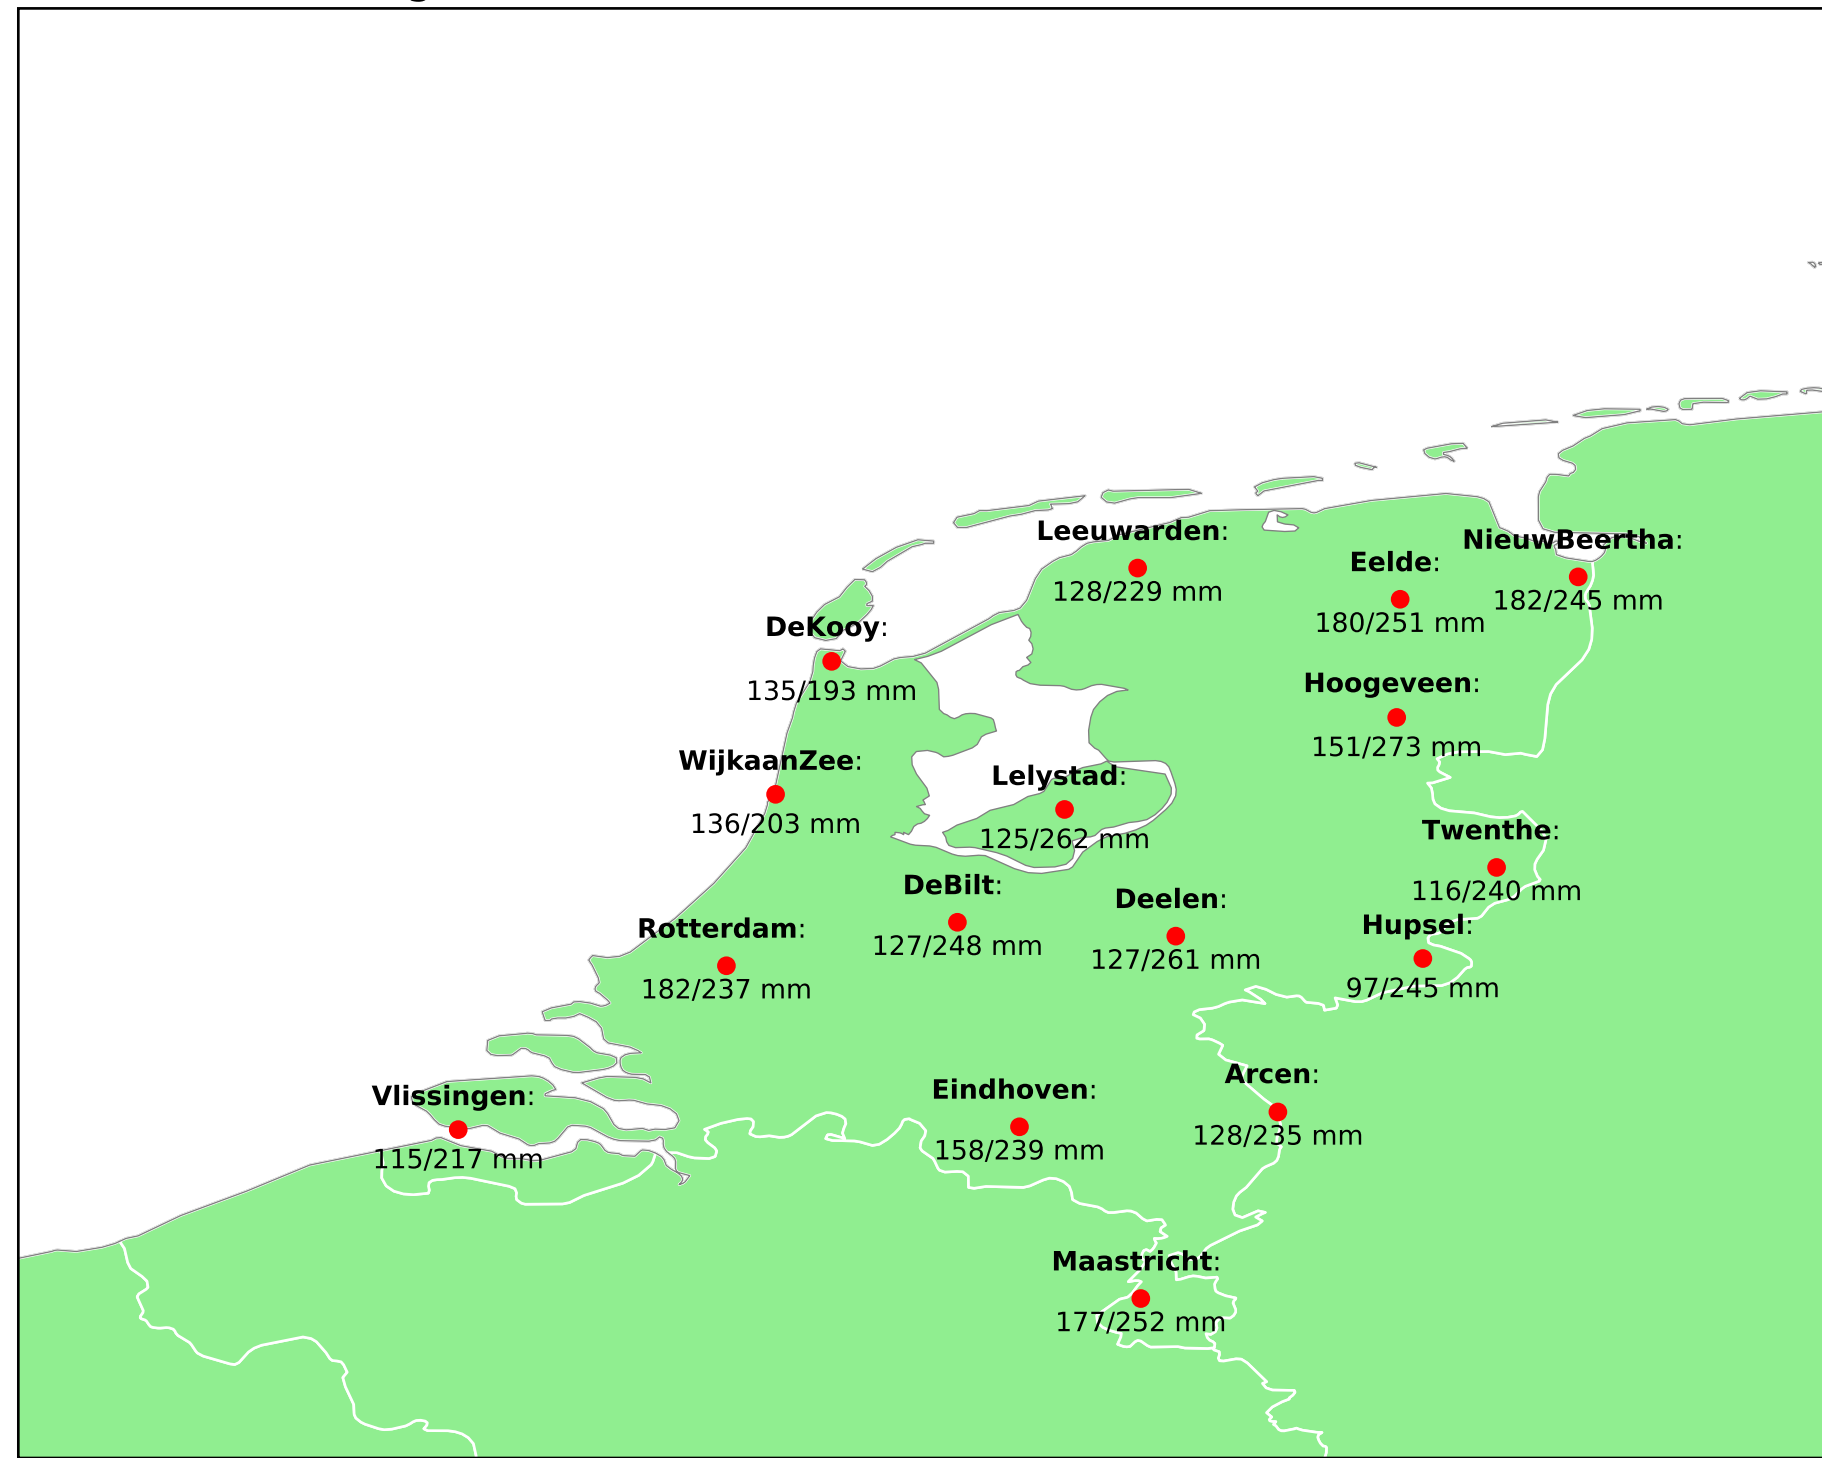 Leeuwarden:
128/229 mm
NieuwBeertha:
182/245 mm
Eelde:
180/251 mm
DeKooy:
135/193 mm
Hoogeveen:
151/273 mm
WijkaanZee:
136/203 mm
Lelystad:
125/262 mm
Twenthe:
116/240 mm
DeBilt:
127/248 mm
Deelen:
127/261 mm
Hupsel:
97/245 mm
Rotterdam:
182/237 mm
Arcen:
128/235 mm
Eindhoven:
158/239 mm
Vlissingen:
115/217 mm
Maastricht:
177/252 mm